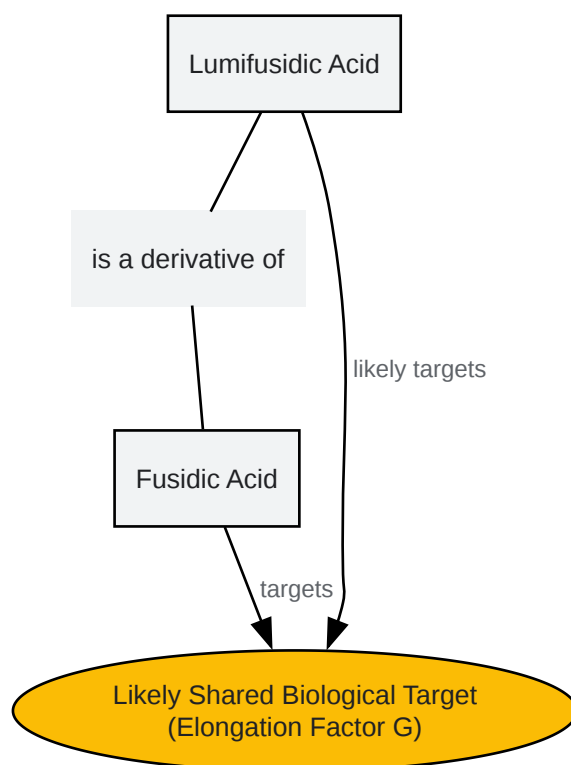 Lumifusidic Acid
is a derivative of
likely targets
Fusidic Acid
targets
Likely Shared Biological Target
(Elongation Factor G)